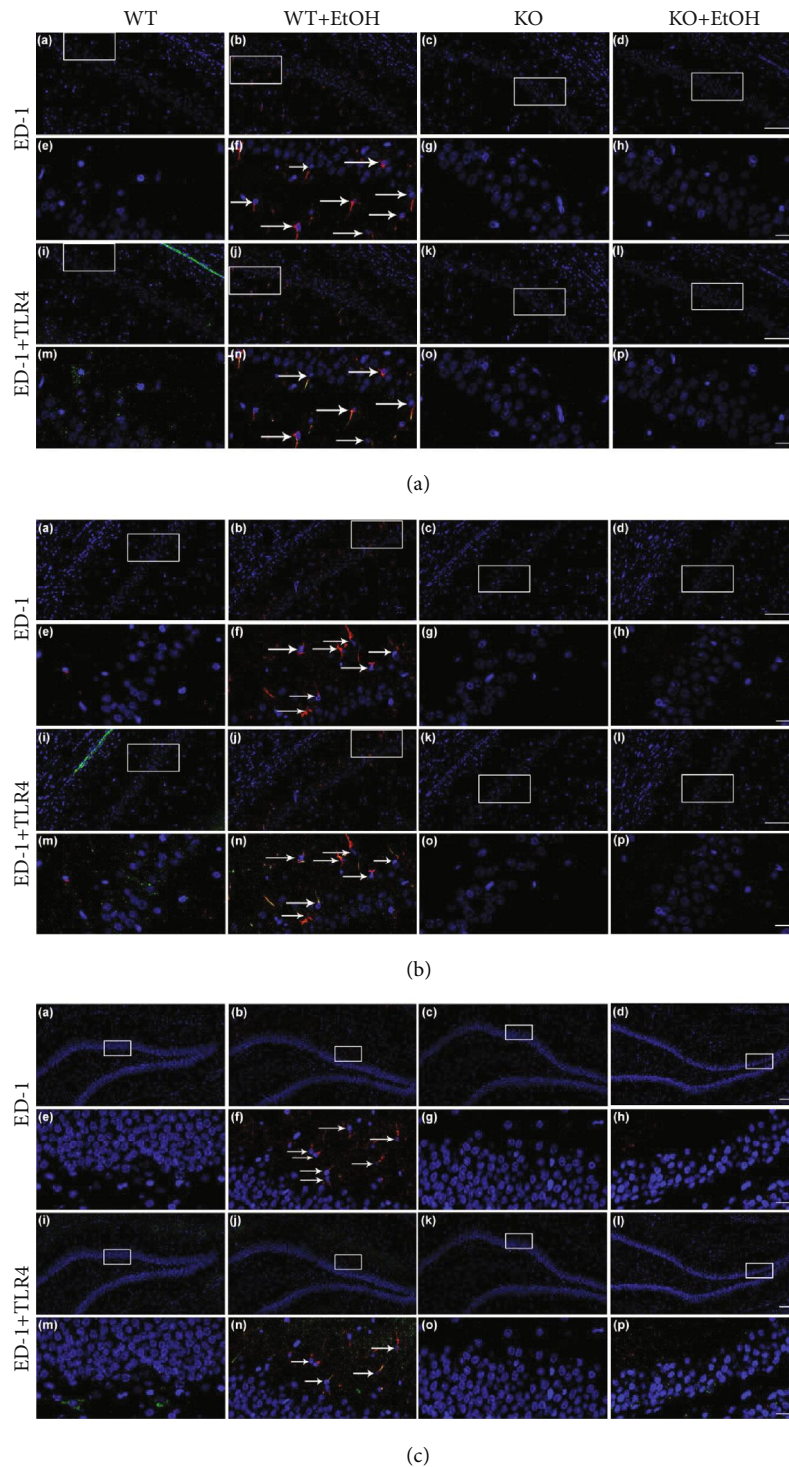 WT WT+EtOH KO KO+EtOH
ED-1
(a) (b) (c) (d)
(e) (f) (g) (h)
ED-1+TLR4
(i) (j) (k) (l)
(m) (n) (o) (p)
(a)
ED-1
(a) (b) (c) (d)
(e) (f) (g) (h)
ED-1+TLR4
(i) (j) (k) (l)
(m) (n) (o) (p)
(b)
ED-1
(a) (b) (c) (d)
(e) (f) (g) (h)
ED-1+TLR4
(i) (j) (k) (l)
(m) (n) (o) (p)
(c)